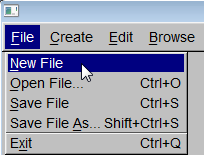 File Create Edit Browse
New File
Open File... Ctrl+O
Save File Ctrl+S
Save File As... Shift+Ctrl+S
Exit Ctrl+Q